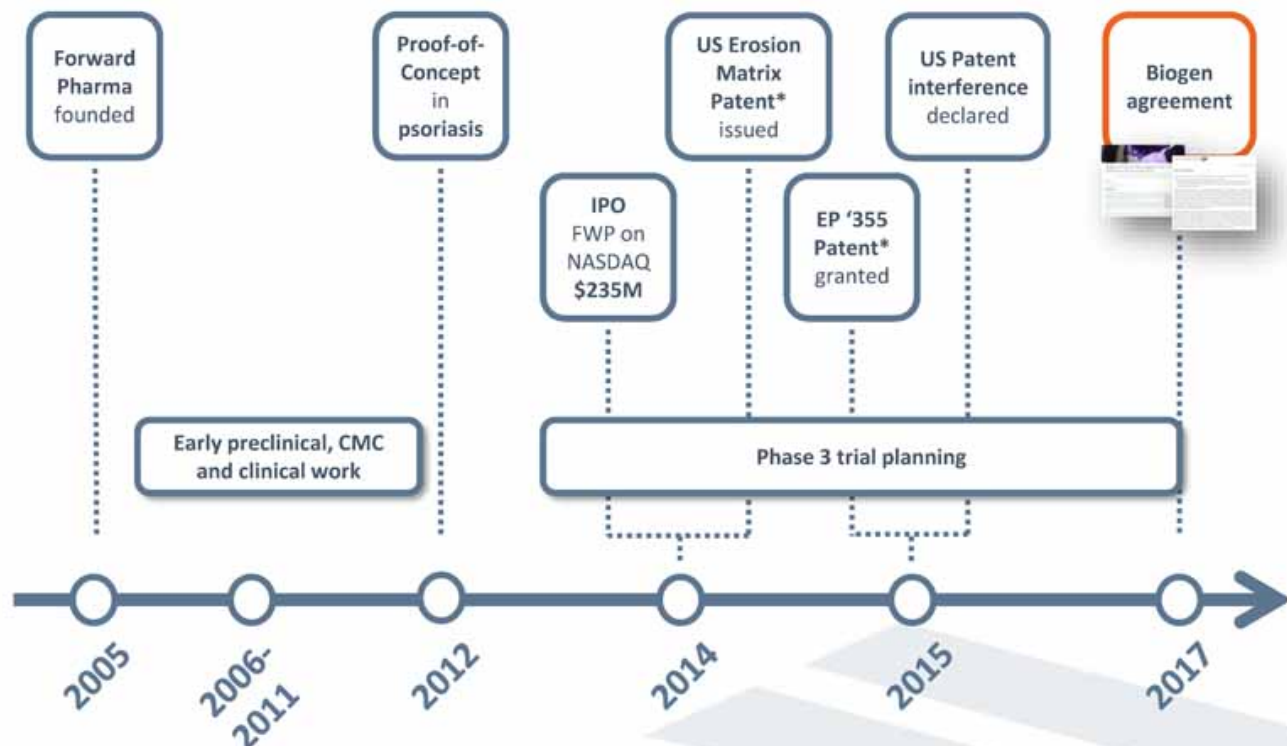 Forward
Pharma
founded
Proof-of-
Concept
in
psoriasis
US Erosion
Matrix
Patent*
issued
US Patent
interference
declared
Biogen
agreement
IPO
FWP on
NASDAQ
$235M
EP ‘355
Patent*
granted
Early preclinical, CMC
and clinical work
Phase 3 trial planning
2005
2006-
2011
2012
2014
2015
2017